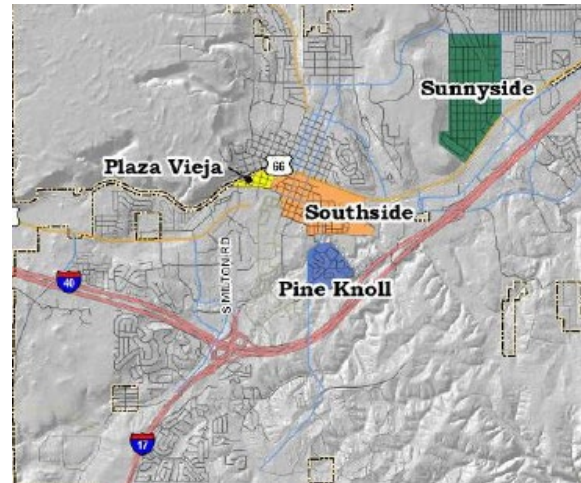 Sunnyside
Plaza Vieja
66
Southside
Pine Knoll
S MILTON RD
40
17